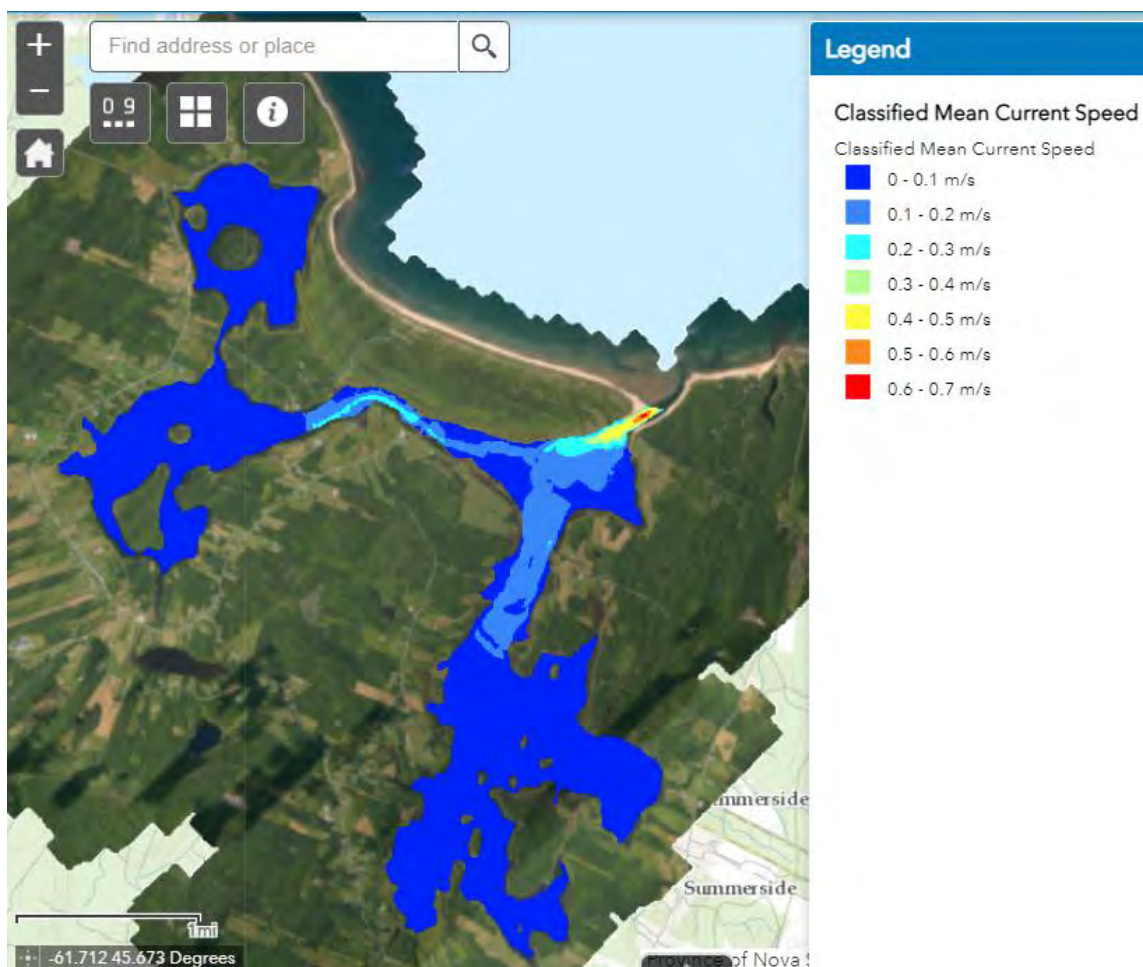 +
Find address or place
−
0 9
i
Legend
Classified Mean Current Speed
Classified Mean Current Speed
0 - 0.1 m/s
0.1 - 0.2 m/s
0.2 - 0.3 m/s
0.3 - 0.4 m/s
0.4 - 0.5 m/s
0.5 - 0.6 m/s
0.6 - 0.7 m/s
mmerside
Summerside
1mi
-61.712 45.673 Degrees
Province of Nova S